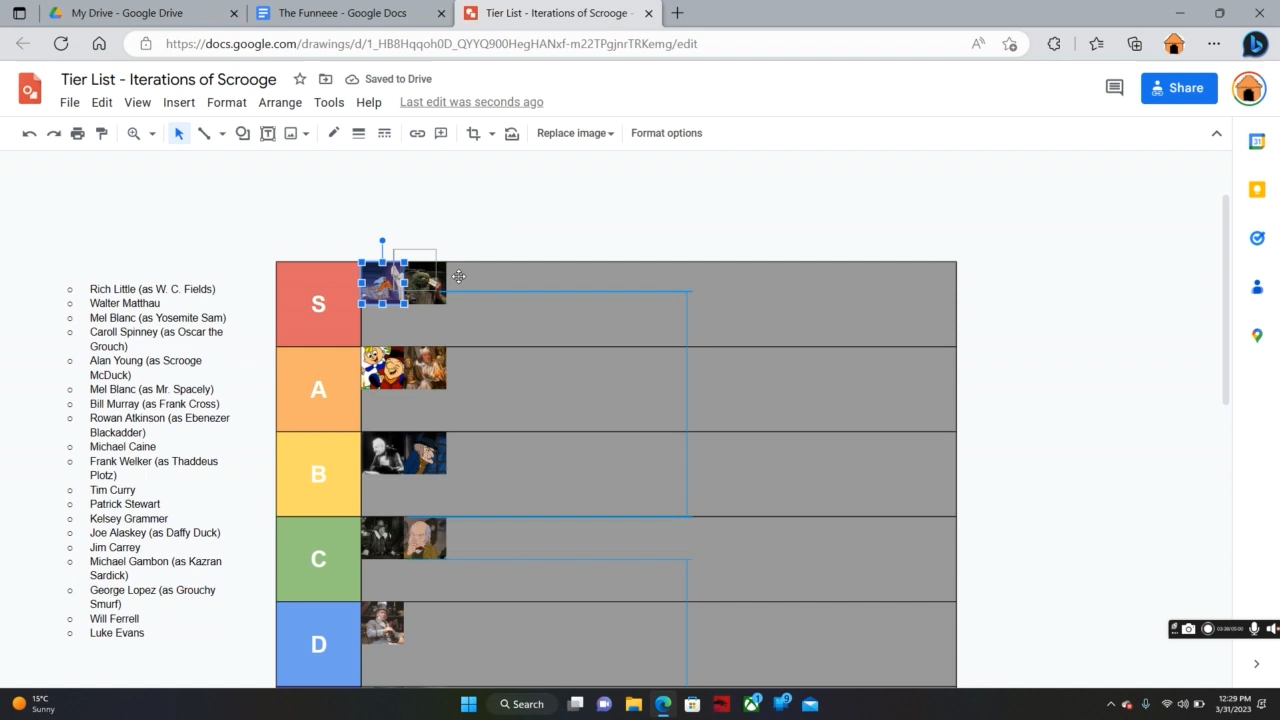 My Drive - Google Drive
The Funneee - Google Docs
Tier List - Iterations of Scrooge -
https://docs.google.com/drawings/d/1_HB8Hqqoh0D_QYYQ900HegHANxf-m22TPgjnrTRKemg/edit
Tier List - Iterations of Scrooge
Saved to Drive
Share
File Edit View Insert Format Arrange Tools Help Last edit was seconds ago
Replace image
Format options
31
Rich Little (as W. C. Fields)
Walter Matthau
Mel Blanc (as Yosemite Sam)
Caroll Spinney (as Oscar the
Grouch)
Alan Young (as Scrooge
McDuck)
Mel Blanc (as Mr. Spacely)
Bill Murray (as Frank Cross)
Rowan Atkinson (as Ebenezer
Blackadder)
Michael Caine
Frank Welker (as Thaddeus
Plotz)
Tim Curry
Patrick Stewart
Kelsey Grammer
Joe Alaskey (as Daffy Duck)
Jim Carrey
Michael Gambon (as Kazran
Sardick)
George Lopez (as Grouchy
Smurf)
Will Ferrell
Luke Evans
S
A
B
C
D
15°C
Sunny
Search
1
9
12:29 PM
3/31/2023